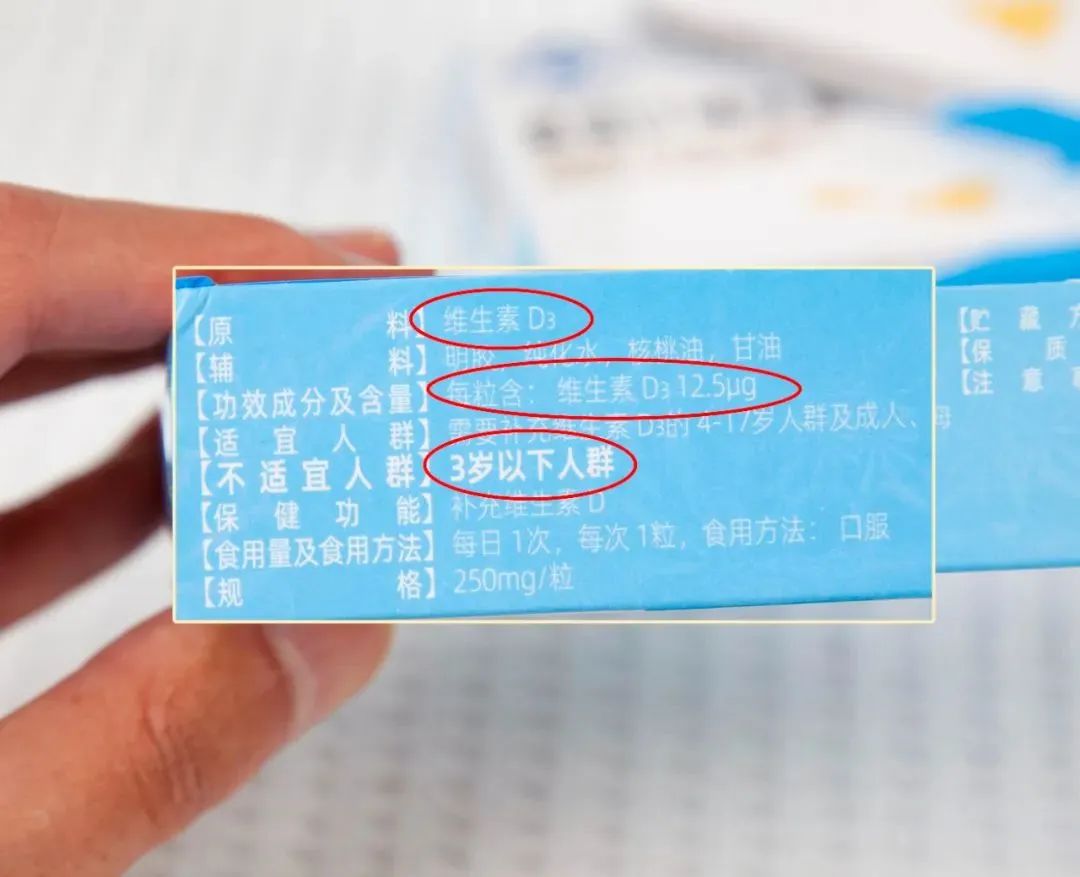 【原料】维生素 D3
【辅料】明胶，纯化水，核桃油，甘油
【功效成分及含量】每粒含：维生素 D3 12.5μg
【适宜人群】需要补充维生素 D3的 4-17岁人群及成人、
【不适宜人群】3岁以下人群
【保健功能】补充维生素 D
【食用量及食用方法】每日 1次，每次 1粒，食用方法：口服
【规格】250mg/粒
【贮藏方
【保质
【注意